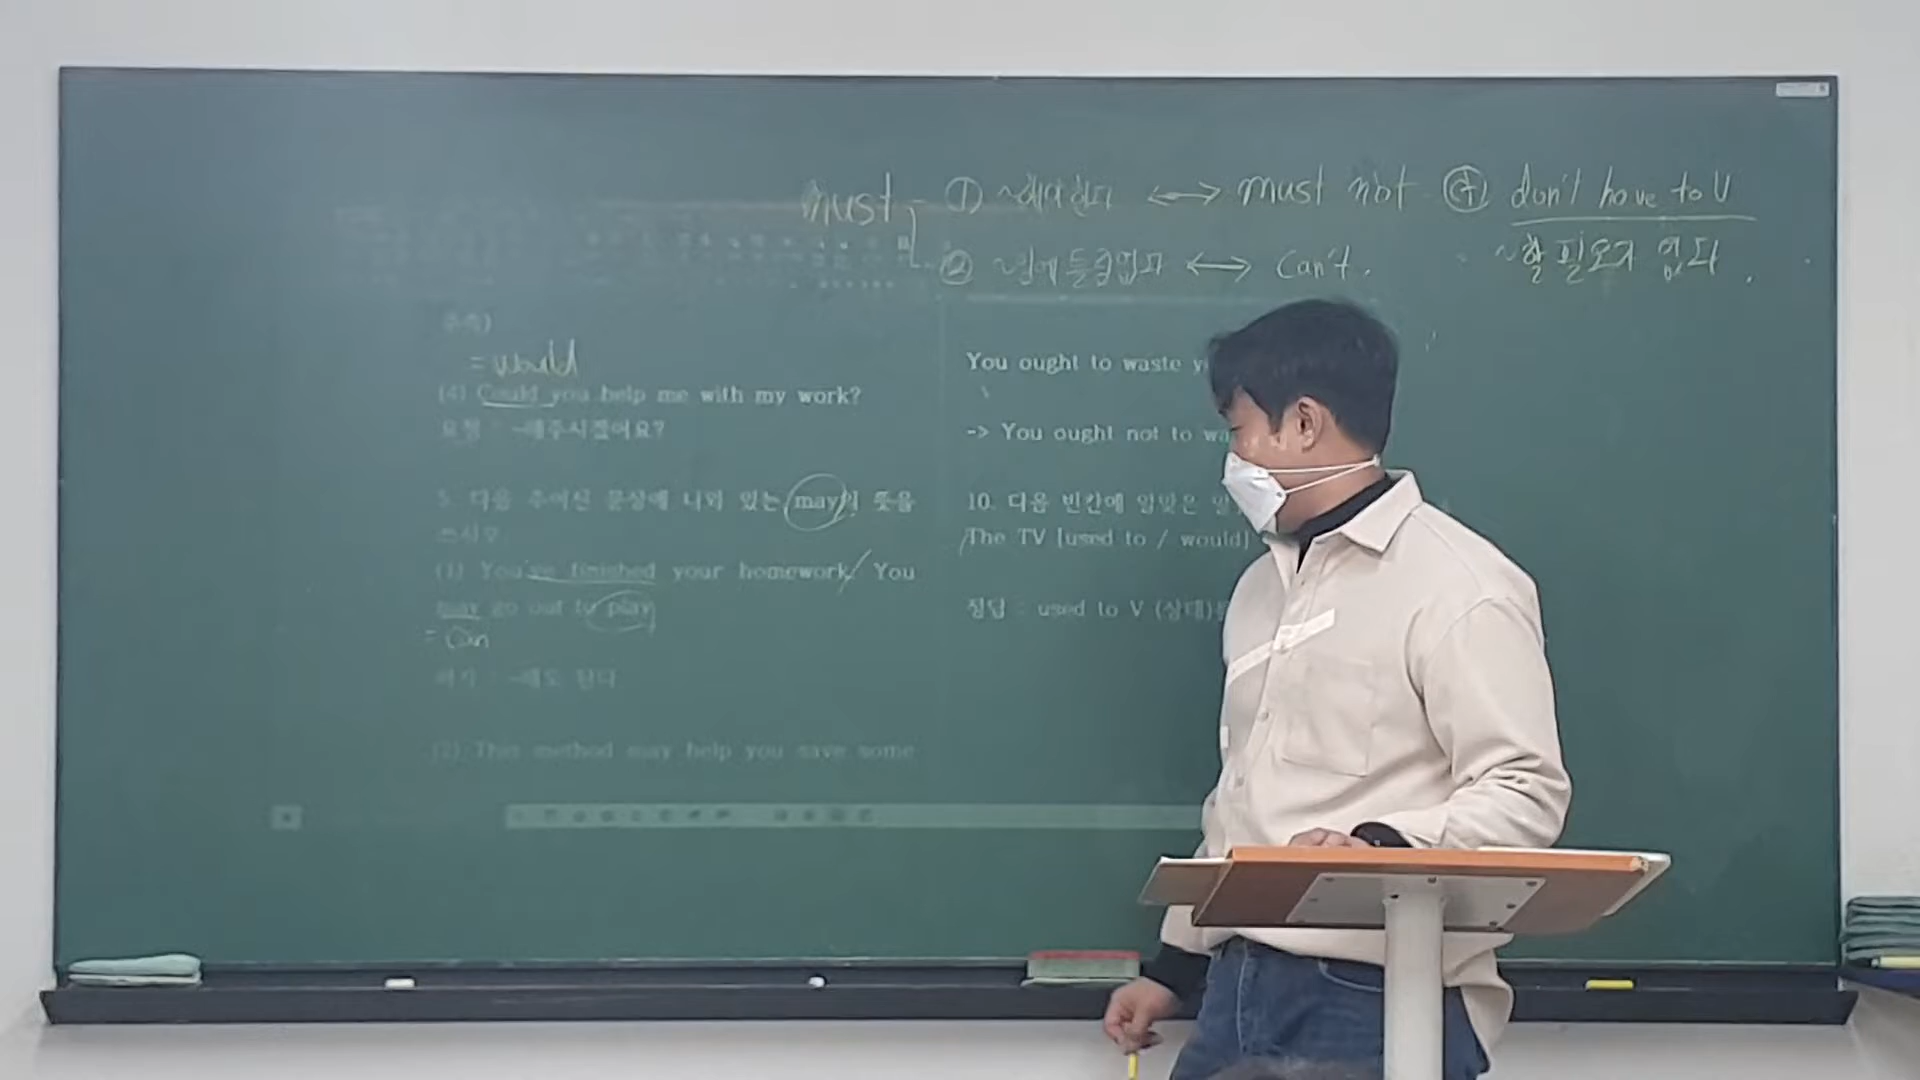 must ① ~해야한다 ↔ must not
② ~임에 틀림없다 ↔ can't.
don't have to V
~할 필요가 없다.
추측)
= would
(4) Could you help me with my work?
요청 : ~해주시겠어요?
5. 다음 주어진 문장에 나와 있는 may의 뜻을
쓰시오
(1) You've finished your homework. You
may go out to play
= can
허가 : ~해도 된다
(2) This method may help you save some
You ought to waste
-> You ought not to
10. 다음 빈칸에 알맞은
The TV [used to / would]
정답 : used to V (상태)